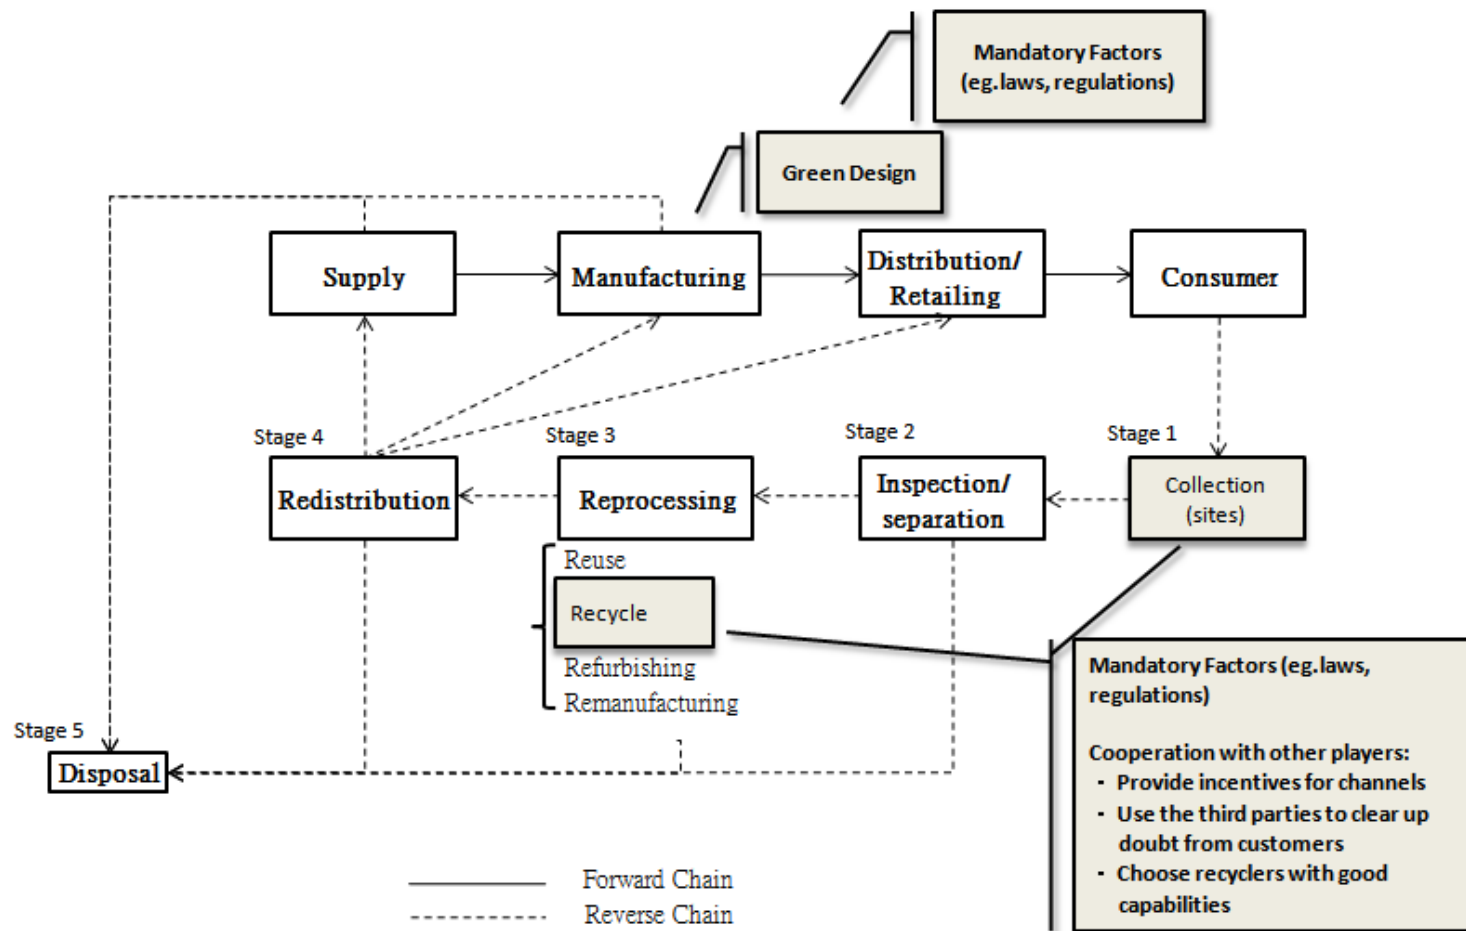 Mandatory Factors
(eg.laws, regulations)
Green Design
Supply
Manufacturing
Distribution/
Retailing
Consumer
Stage 4
Stage 3
Stage 2
Stage 1
Redistribution
Reprocessing
Inspection/
separation
Collection
(sites)
Reuse
Recycle
Refurbishing
Remanufacturing
Stage 5
Disposal
Mandatory Factors (eg.laws,
regulations)
Cooperation with other players:
- Provide incentives for channels
- Use the third parties to clear up
doubt from customers
- Choose recyclers with good
capabilities
Forward Chain
Reverse Chain